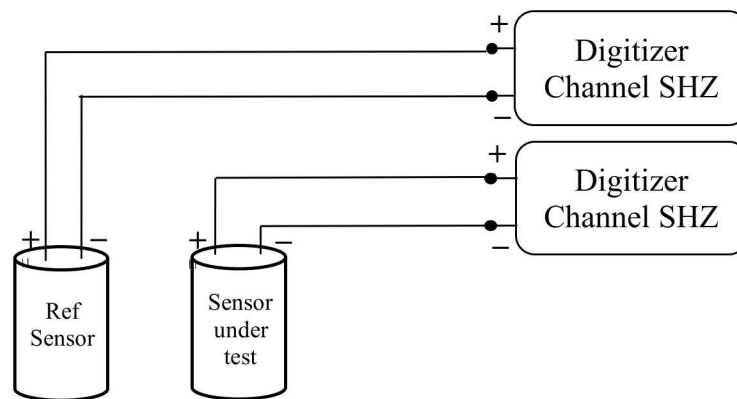 +
Digitizer
Channel SHZ
−
+
Digitizer
Channel SHZ
−
+ −
Ref
Sensor
+ −
Sensor
under
test